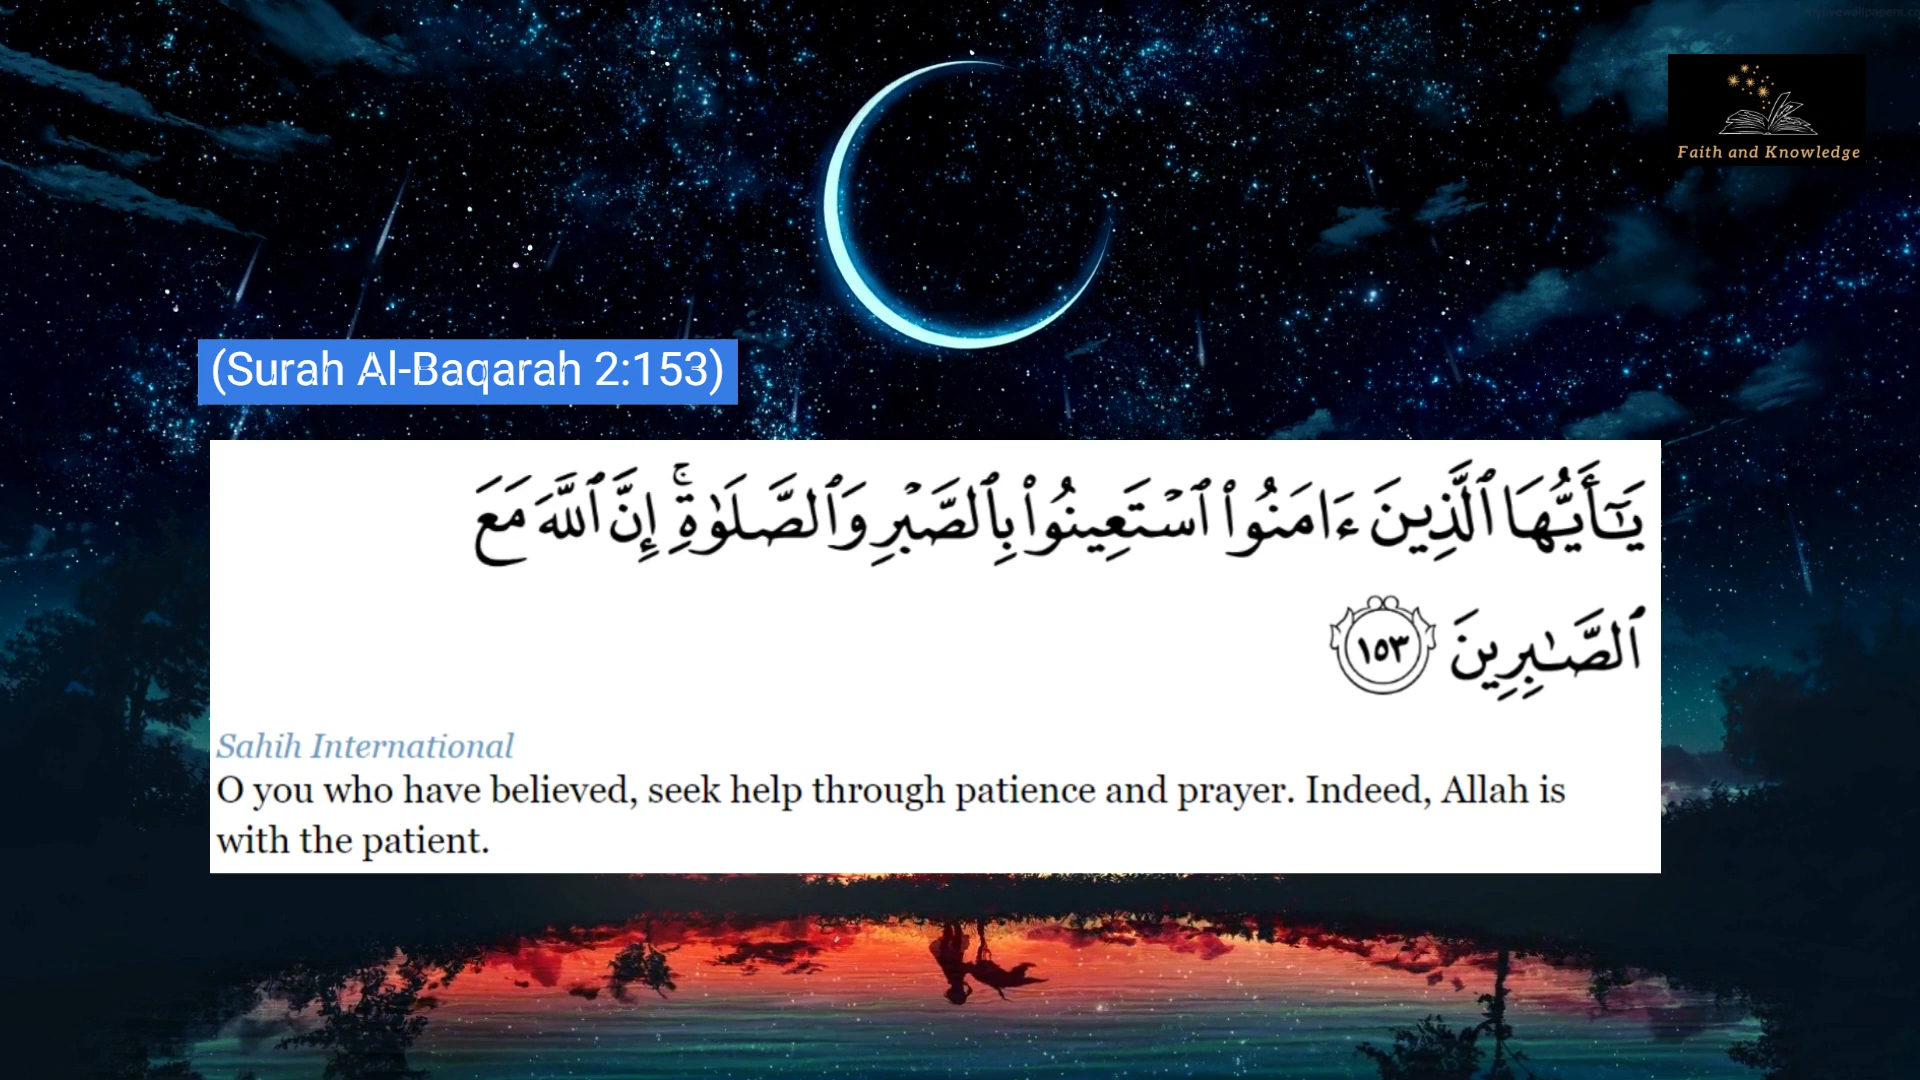 Faith and Knowledge
(Surah Al-Baqarah 2:153)
يَـٰٓأَيُّهَا ٱلَّذِينَ ءَامَنُوا۟ ٱسْتَعِينُوا۟ بِٱلصَّبْرِ وَٱلصَّلَوٰةِ ۚ إِنَّ ٱللَّهَ مَعَ
ٱلصَّـٰبِرِينَ ١٥٣
Sahih International
O you who have believed, seek help through patience and prayer. Indeed, Allah is
with the patient.